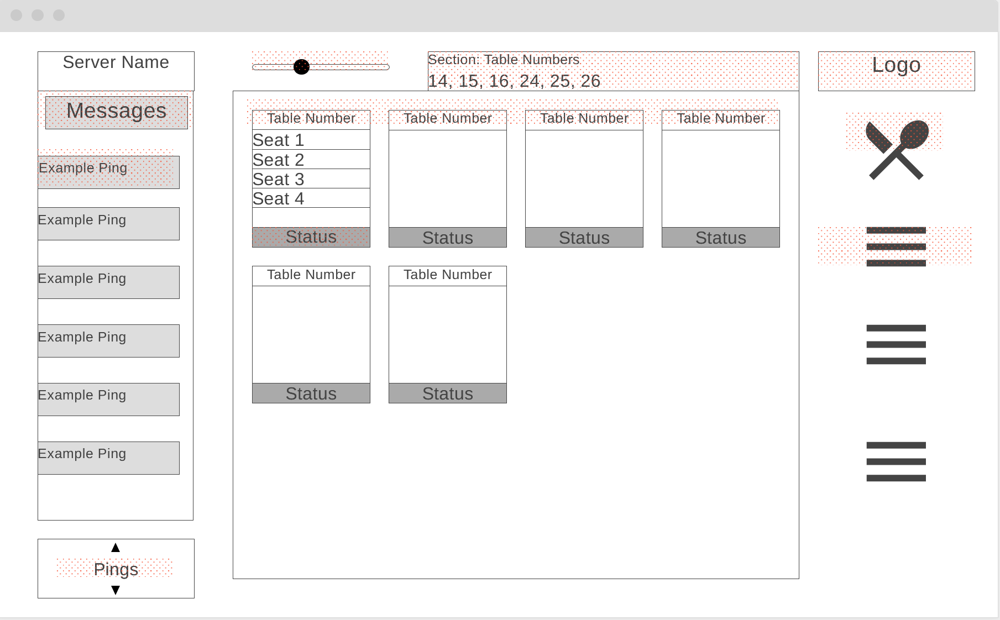 Server Name
Section: Table Numbers
14, 15, 16, 24, 25, 26
Logo
Messages
Example Ping
Example Ping
Example Ping
Example Ping
Example Ping
Example Ping
Pings
Table Number
Seat 1
Seat 2
Seat 3
Seat 4
Status
Table Number
Status
Table Number
Status
Table Number
Status
Table Number
Status
Table Number
Status